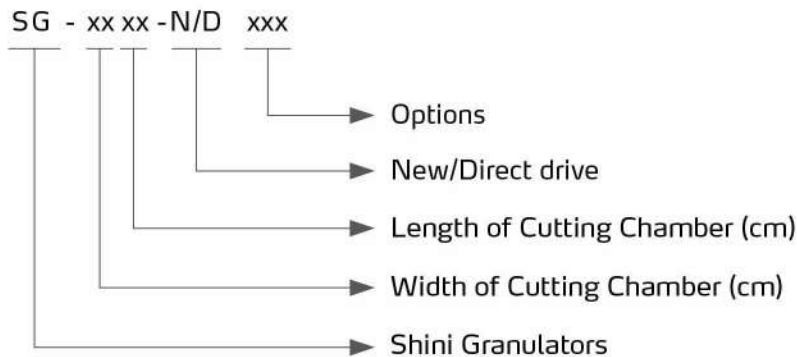 SG - xx xx - N/D xxx
Options
New/Direct drive
Length of Cutting Chamber (cm)
Width of Cutting Chamber (cm)
Shini Granulators